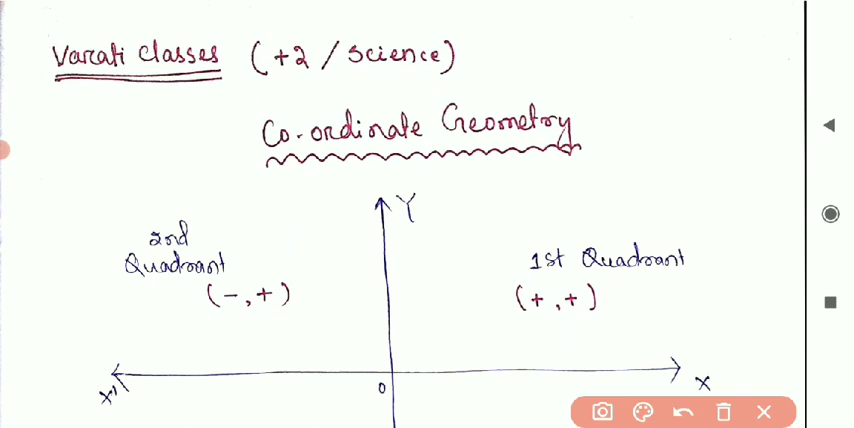 Varati classes (+2 / Science)
Co-ordinate Geometry
Y
2nd
Quadrant
(-,+)
1st Quadrant
(+,+)
X'
0
X